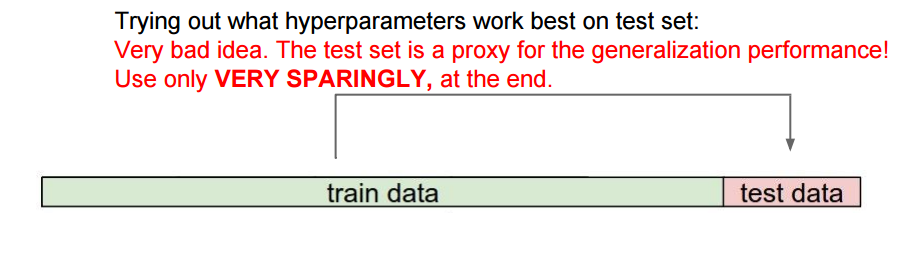 Trying out what hyperparameters work best on test set:
Very bad idea. The test set is a proxy for the generalization performance!
Use only VERY SPARINGLY, at the end.
train data
test data